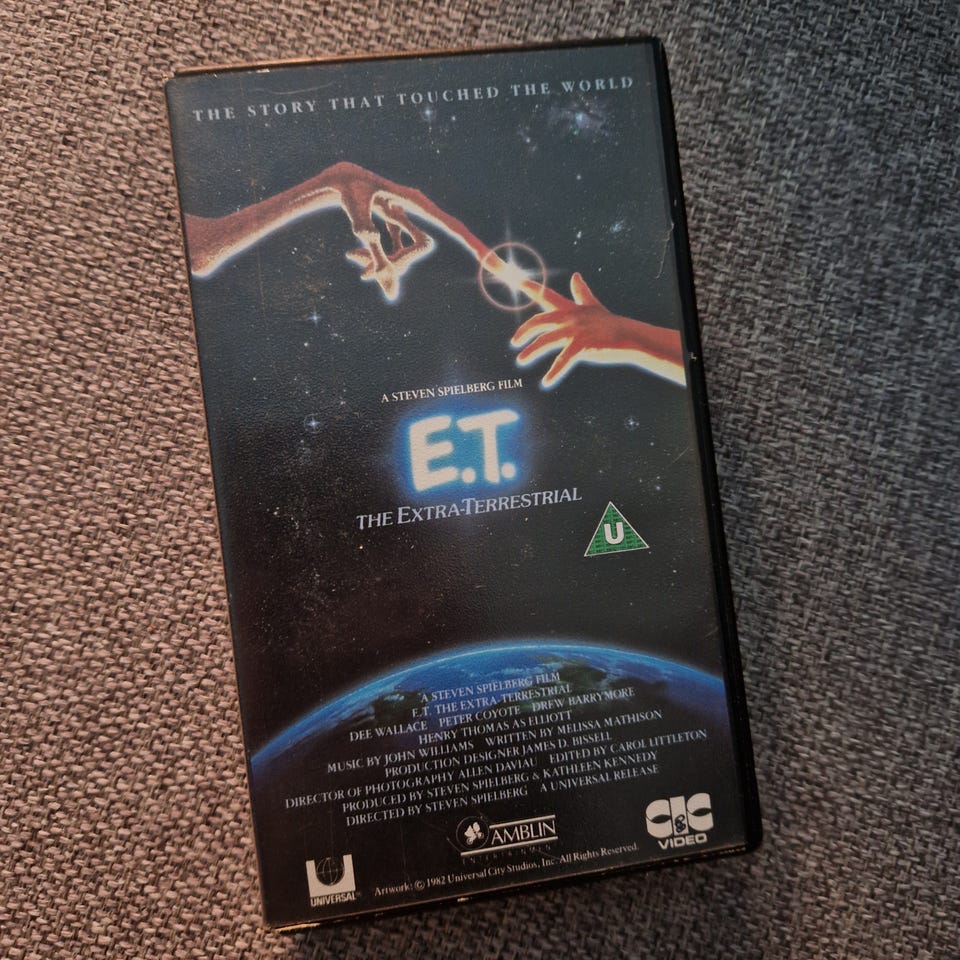 THE STORY THAT TOUCHED THE WORLD
A STEVEN SPIELBERG FILM
E.T.
THE EXTRA-TERRESTRIAL
U
A STEVEN SPIELBERG FILM
E.T. THE EXTRA-TERRESTRIAL
DEE WALLACE PETER COYOTE DREW BARRYMORE
HENRY THOMAS AS ELLIOTT
MUSIC BY JOHN WILLIAMS WRITTEN BY MELISSA MATHISON
PRODUCTION DESIGNER JAMES D. BISSELL
DIRECTOR OF PHOTOGRAPHY ALLEN DAVIAU EDITED BY CAROL LITTLETON
PRODUCED BY STEVEN SPIELBERG & KATHLEEN KENNEDY
DIRECTED BY STEVEN SPIELBERG A UNIVERSAL RELEASE
AMBLIN
ENTERTAINMENT
CIC
VIDEO
UNIVERSAL
Artwork: © 1982 Universal City Studios, Inc. All Rights Reserved.